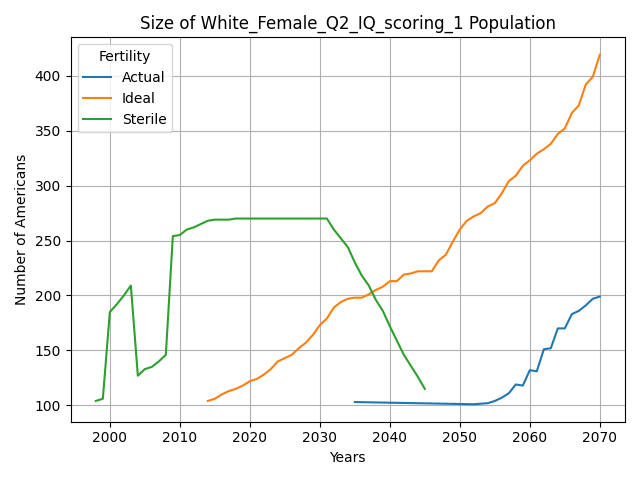 Size of White_Female_Q2_IQ_scoring_1 Population
Fertility
Actual
Ideal
Sterile
Number of Americans
400
350
300
250
200
150
100
2000
2010
2020
2030
2040
2050
2060
2070
Years